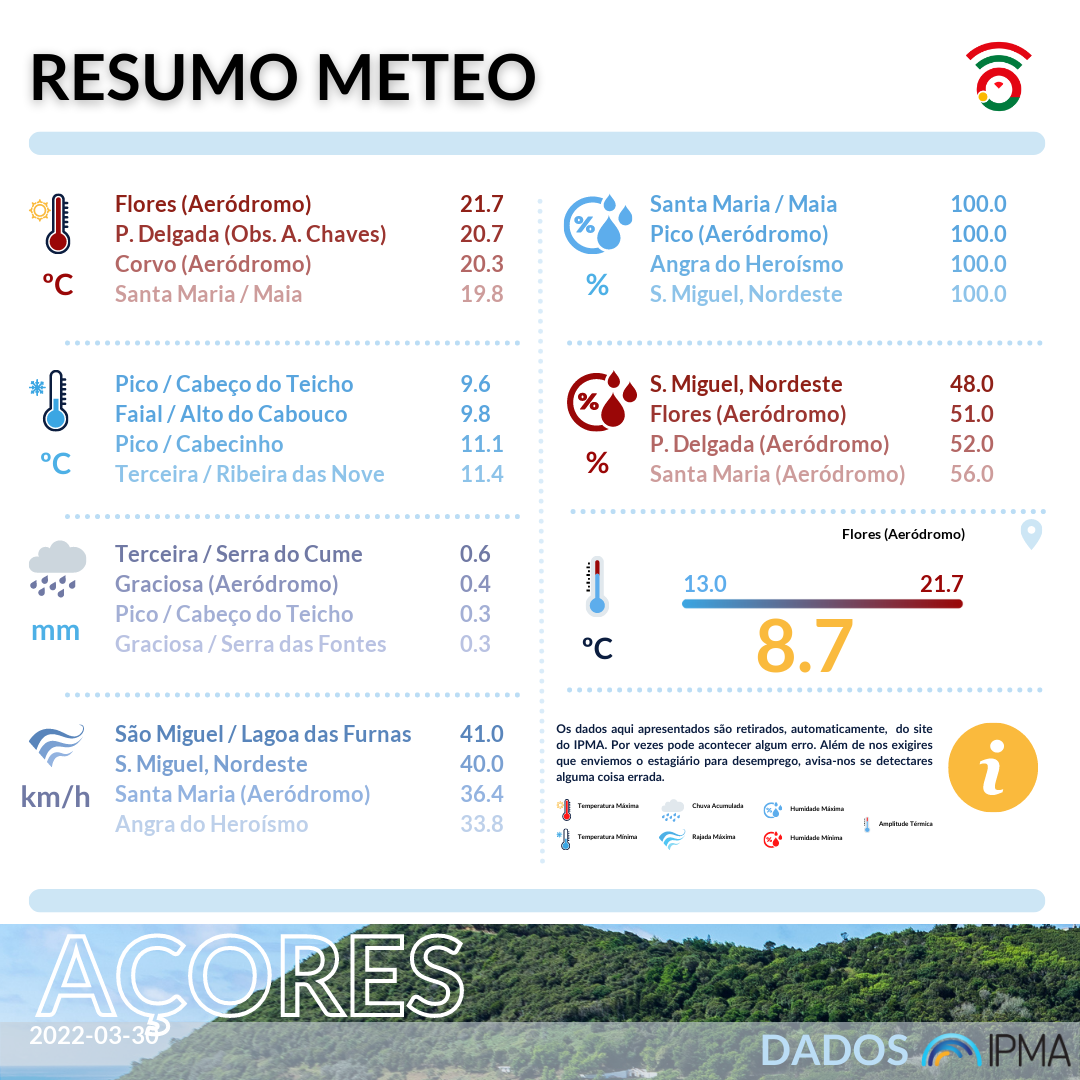 RESUMO METEO
Flores (Aeródromo) 21.7
P. Delgada (Obs. A. Chaves) 20.7
Corvo (Aeródromo) 20.3
Santa Maria / Maia 19.8
ºC
Pico / Cabeço do Teicho 9.6
Faial / Alto do Cabouco 9.8
Pico / Cabecinho 11.1
Terceira / Ribeira das Nove 11.4
ºC
Terceira / Serra do Cume 0.6
Graciosa (Aeródromo) 0.4
Pico / Cabeço do Teicho 0.3
Graciosa / Serra das Fontes 0.3
mm
São Miguel / Lagoa das Furnas 41.0
S. Miguel, Nordeste 40.0
Santa Maria (Aeródromo) 36.4
Angra do Heroísmo 33.8
km/h
%
Santa Maria / Maia 100.0
Pico (Aeródromo) 100.0
Angra do Heroísmo 100.0
S. Miguel, Nordeste 100.0
%
%
S. Miguel, Nordeste 48.0
Flores (Aeródromo) 51.0
P. Delgada (Aeródromo) 52.0
Santa Maria (Aeródromo) 56.0
%
Flores (Aeródromo)
13.0 21.7
8.7
ºC
Os dados aqui apresentados são retirados, automaticamente, do site
do IPMA. Por vezes pode acontecer algum erro. Além de nos exigires
que enviemos o estagiário para desemprego, avisa-nos se detectares
alguma coisa errada.
i
Temperatura Máxima Chuva Acumulada Humidade Máxima
Amplitude Térmica
Temperatura Mínima Rajada Máxima Humidade Mínima
AÇORES
2022-03-30
DADOS IPMA